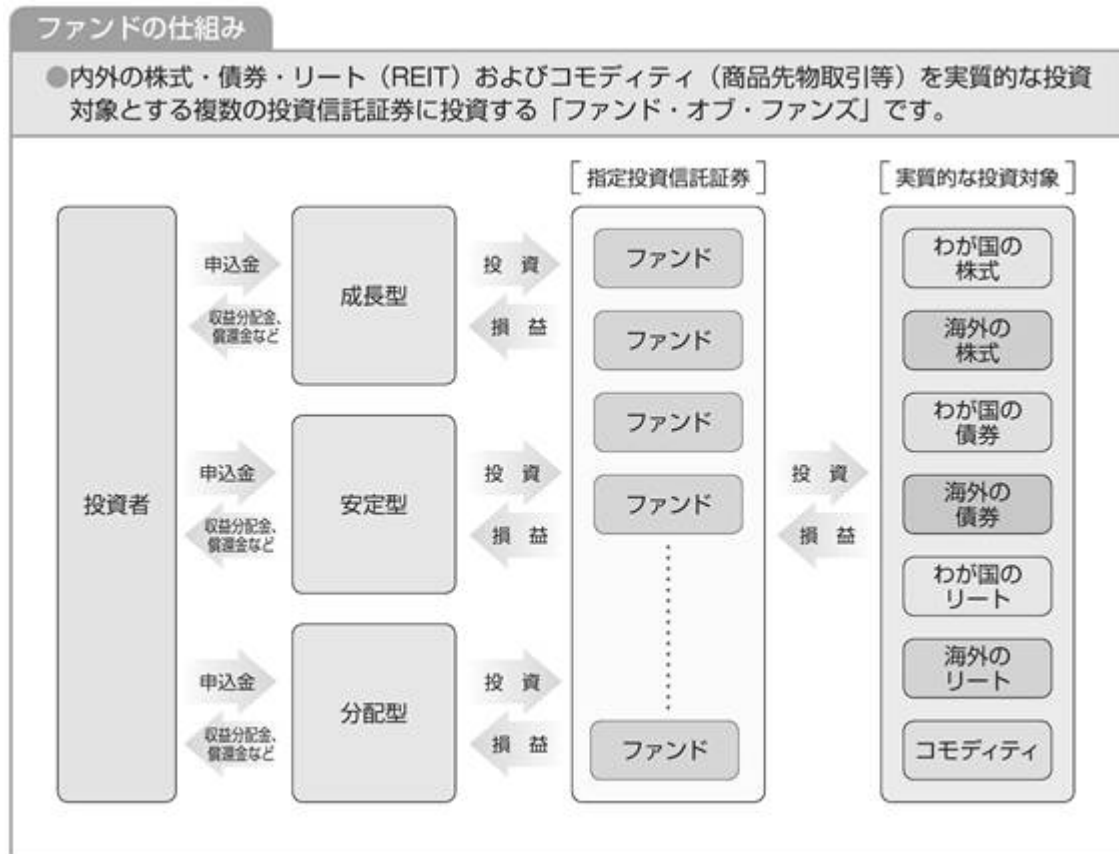 ファンドの仕組み
●内外の株式・債券・リート（REIT）およびコモディティ（商品先物取引等）を実質的な投資
対象とする複数の投資信託証券に投資する「ファンド・オブ・ファンズ」です。
指定投資信託証券
実質的な投資対象
投資者
申込金
収益分配金、
償還金など
成長型
投 資
損 益
申込金
収益分配金、
償還金など
安定型
投 資
損 益
申込金
収益分配金、
償還金など
分配型
投 資
損 益
ファンド
ファンド
ファンド
ファンド
ファンド
投 資
損 益
わが国の
株式
海外の
株式
わが国の
債券
海外の
債券
わが国の
リート
海外の
リート
コモディティ